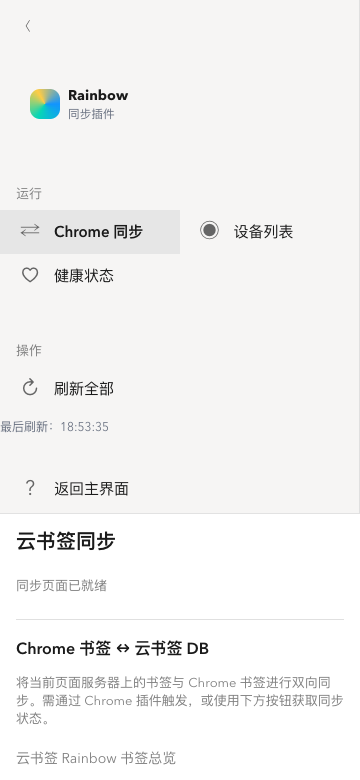 Rainbow
同步插件
运行
Chrome 同步
设备列表
健康状态
操作
刷新全部
最后刷新：18:53:35
返回主界面
云书签同步
同步页面已就绪
Chrome 书签 ↔ 云书签 DB
将当前页面服务器上的书签与 Chrome 书签进行双向同
步。需通过 Chrome 插件触发，或使用下方按钮获取同步
状态。
云书签 Rainbow 书签总览